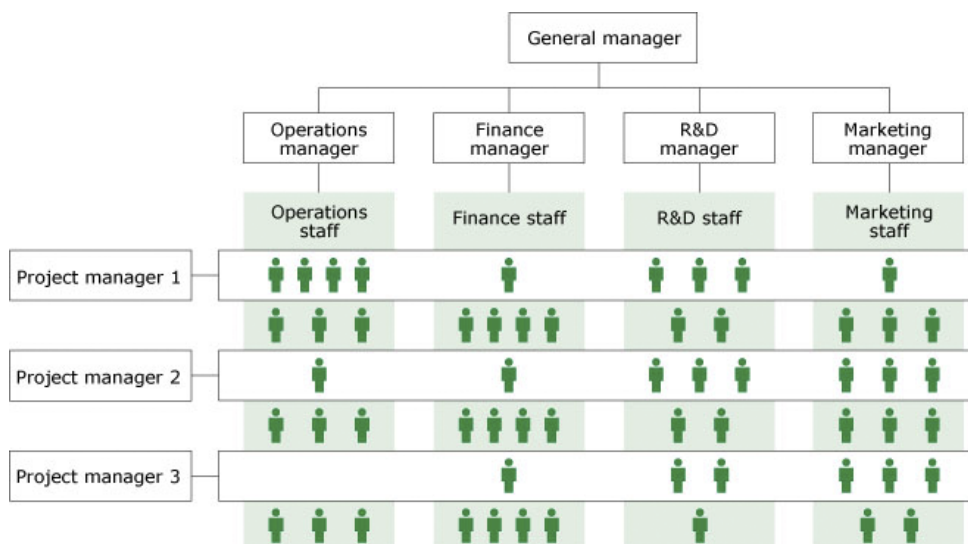 General manager
Operations
manager
Finance
manager
R&D
manager
Marketing
manager
Operations
staff
Finance staff
R&D staff
Marketing
staff
Project manager 1
Project manager 2
Project manager 3